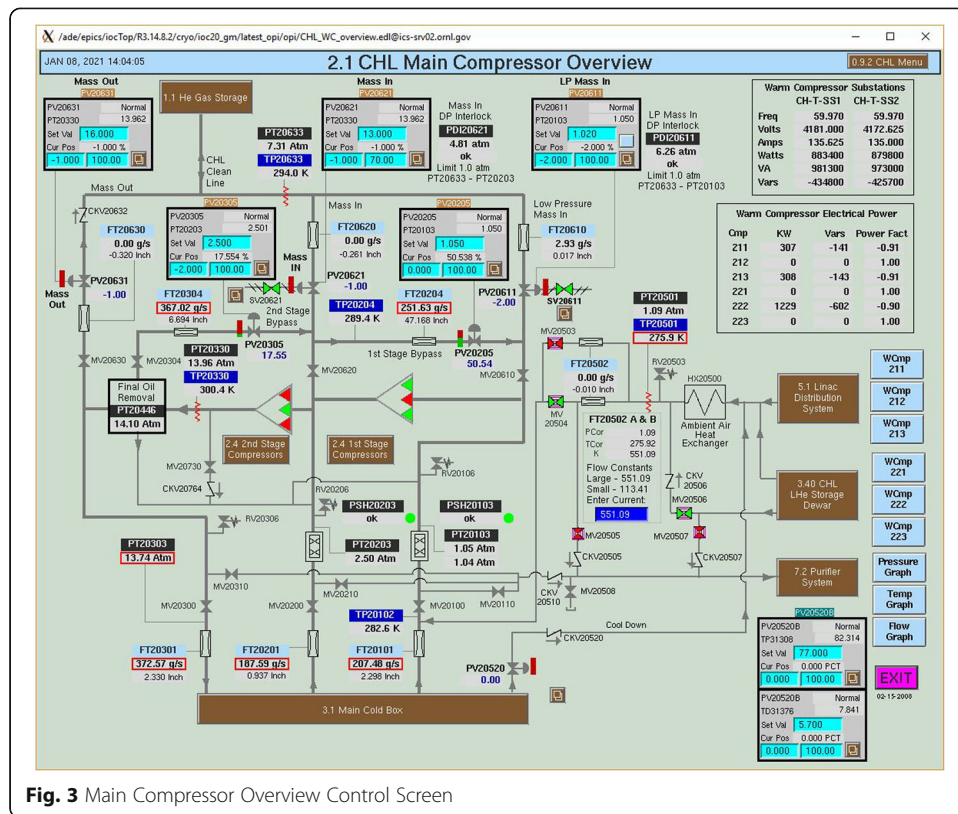 /ade/epics/iocTop/R3.14.8.2/cryo/ioc20_gm/latest_opi/opi/CHL_WC_overview.edl@ics-srv02.ornl.gov
JAN 08, 2021 14:04:05
2.1 CHL Main Compressor Overview
0.9.2 CHL Menu
Mass Out
PV20631
PV20631 Normal
PT20330 13.962
Set Val 16.000
Cur Pos -1.000 %
-1.000 100.00
1.1 He Gas Storage
CHL
Clean
Line
PT20633
7.31 Atm
TP20633
294.0 K
Mass In
PV20621
PV20621 Normal
PT20330 13.962
Set Val 13.000
Cur Pos -1.000 %
-1.000 70.00
Mass In
DP Interlock
PDI20621
4.81 atm
ok
Limit 1.0 atm
PT20633 - PT20203
LP Mass In
PV20611
PV20611 Normal
PT20103 1.050
Set Val 1.020
Cur Pos -2.000 %
-2.000 100.00
LP Mass In
DP Interlock
PDI20611
6.26 atm
ok
Limit 1.0 atm
PT20633 - PT20103
Warm Compressor Substations
CH-T-SS1 CH-T-SS2
Freq 59.970 59.970
Volts 4181.000 4172.625
Amps 135.625 135.000
Watts 883400 879800
VA 981300 973000
Vars -434800 -425700
Warm Compressor Electrical Power
Cmp KW Vars Power Fact
211 307 -141 -0.91
212 0 0 1.00
213 308 -143 -0.91
221 0 0 1.00
222 1229 -602 -0.90
223 0 0 1.00
Mass Out
CKV20632
FT20630
0.00 g/s
-0.320 Inch
PV20631
-1.00
Mass
Out
PV20305
PV20305 Normal
PT20203 2.501
Set Val 2.500
Cur Pos 17.554 %
-2.000 100.00
Mass In
FT20620
0.00 g/s
-0.261 Inch
Mass
IN
PV20621
-1.00
SV20621
2nd Stage
Bypass
PV20205
PV20205 Normal
PT20103 1.050
Set Val 1.050
Cur Pos 50.538 %
0.000 100.00
Low Pressure
Mass In
FT20610
2.93 g/s
0.017 Inch
PV20611
-2.00
SV20611
FT20304
367.02 g/s
6.694 Inch
PV20305
17.55
TP20204
289.4 K
FT20204
251.63 g/s
47.168 Inch
1st Stage Bypass
PV20205
50.54
PT20501
1.09 Atm
TP20501
275.9 K
MV20503
RV20503
FT20502
0.00 g/s
-0.010 Inch
MV20630
MV20304
PT20330
13.96 Atm
TP20330
300.4 K
MV20620
MV20610
Final Oil
Removal
PT20446
14.10 Atm
2.4 2nd Stage
Compressors
2.4 1st Stage
Compressors
MV
20504
FT20502 A & B
PCor 1.09
TCor 275.92
K 551.09
Flow Constants
Large - 551.09
Small - 113.41
Enter Current:
551.09
HX20500
Ambient Air
Heat
Exchanger
5.1 Linac
Distribution
System
3.40 CHL
LHe Storage
Dewar
7.2 Purifier
System
WCmp
211
WCmp
212
WCmp
213
WCmp
221
WCmp
222
WCmp
223
Pressure
Graph
Temp
Graph
Flow
Graph
EXIT
02-15-2008
MV20730
CKV20764
RV20206
RV20106
RV20306
PSH20203
ok
PSH20103
ok
PT20303
13.74 Atm
PT20203
2.50 Atm
PT20103
1.05 Atm
1.04 Atm
CKV
20506
MV20506
MV20505
MV20507
CKV20505
CKV20507
MV20310
MV20210
MV20110
MV20300
MV20200
MV20100
CKV
20510
MV20508
TP20102
282.6 K
Cool Down
CKV20520
FT20301
372.57 g/s
2.330 Inch
FT20201
187.59 g/s
0.937 Inch
FT20101
207.48 g/s
2.298 Inch
PV20520
0.00
3.1 Main Cold Box
PV20520B
PV20520B Normal
TP31308 82.314
Set Val 77.000
Cur Pos 0.000 PCT
0.000 100.00
PV20520B Normal
TD31376 7.841
Set Val 5.700
Cur Pos 0.000 PCT
0.000 100.00
Fig. 3 Main Compressor Overview Control Screen